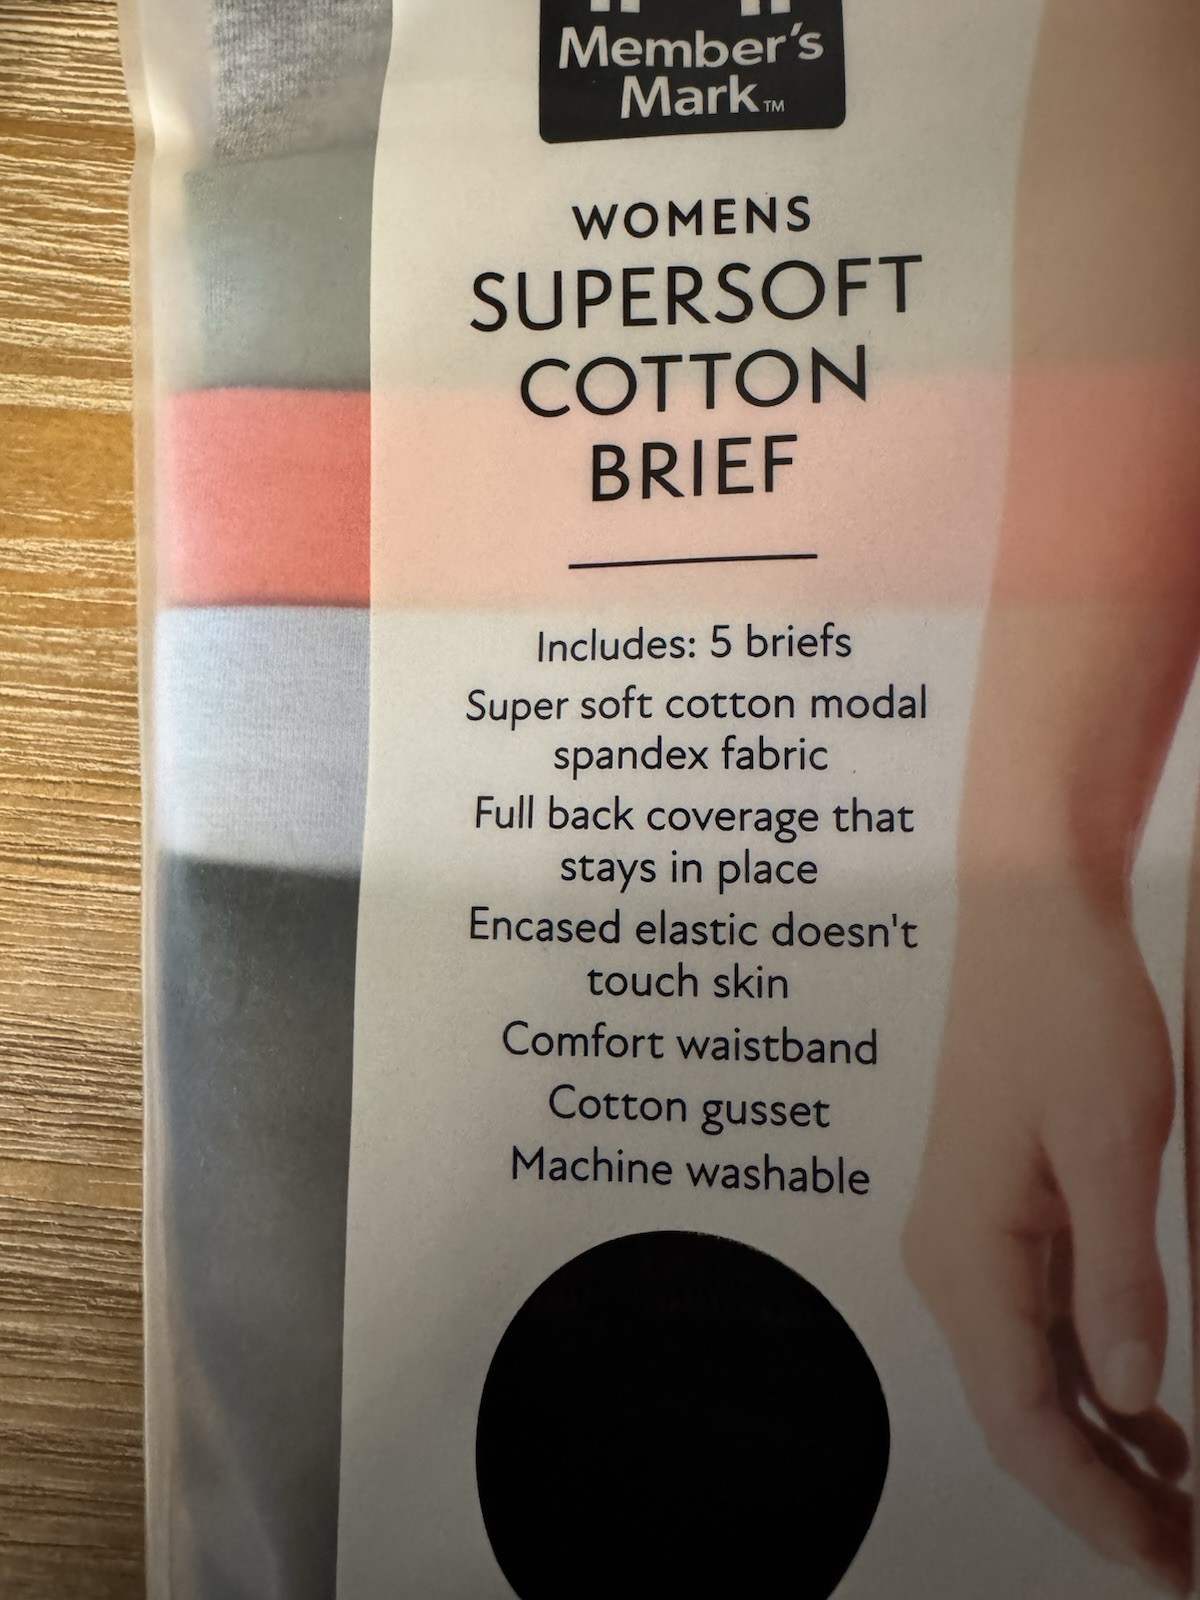 Member's
Mark™
WOMENS
SUPERSOFT
COTTON
BRIEF
Includes: 5 briefs
Super soft cotton modal
spandex fabric
Full back coverage that
stays in place
Encased elastic doesn't
touch skin
Comfort waistband
Cotton gusset
Machine washable